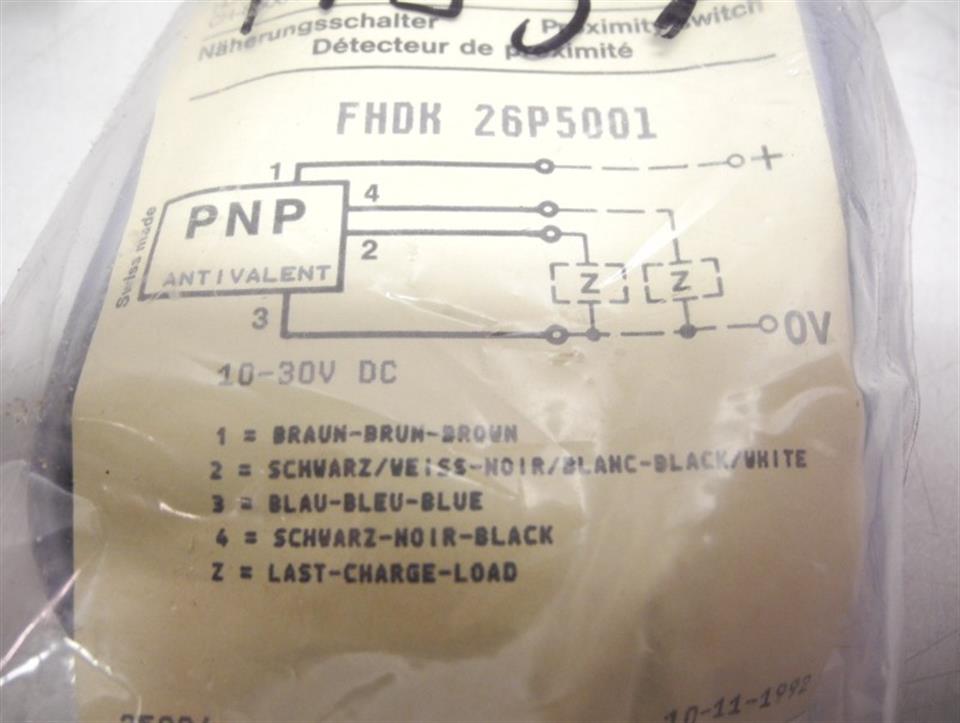 Näherungsschalter Proximity switch
Détecteur de proximité
FHDK 26P5001
1 +
4
PNP
2
ANTIVALENT
Z Z
Swiss made
3
0V
10-30V DC
1 = BRAUN-BRUN-BROWN
2 = SCHWARZ/WEISS-NOIR/BLANC-BLACK/WHITE
3 = BLAU-BLEU-BLUE
4 = SCHWARZ-NOIR-BLACK
Z = LAST-CHARGE-LOAD
10-11-1992